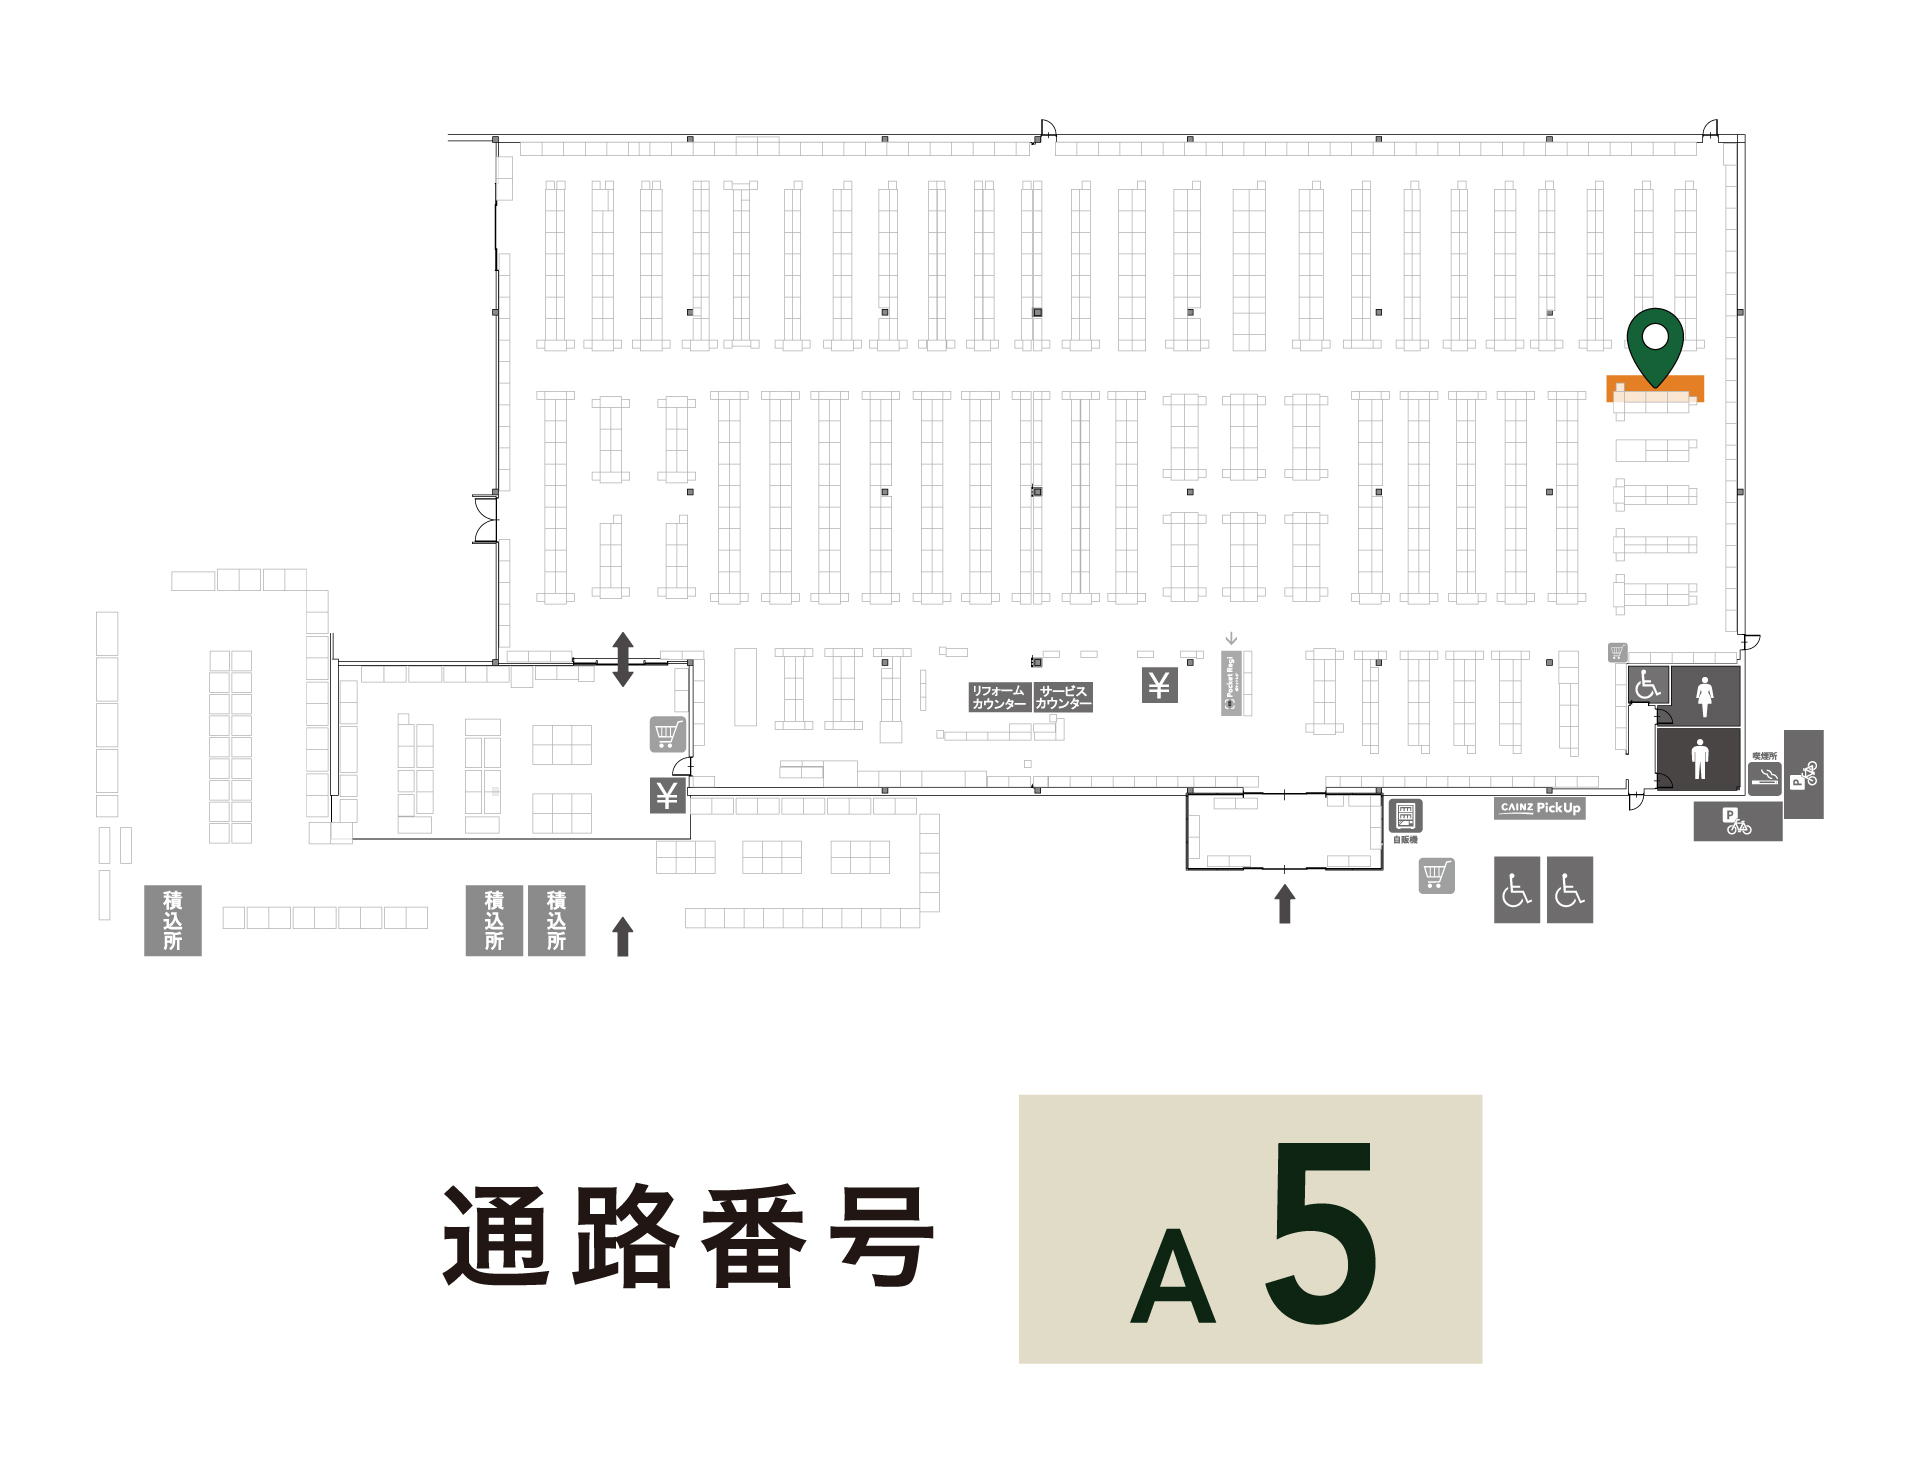 Pocket Regi
リフォーム
カウンター
サービス
カウンター
¥
¥
喫煙所
P
P
CAINZ PickUp
自販機
積込所
積込所
積込所
通路番号
A 5